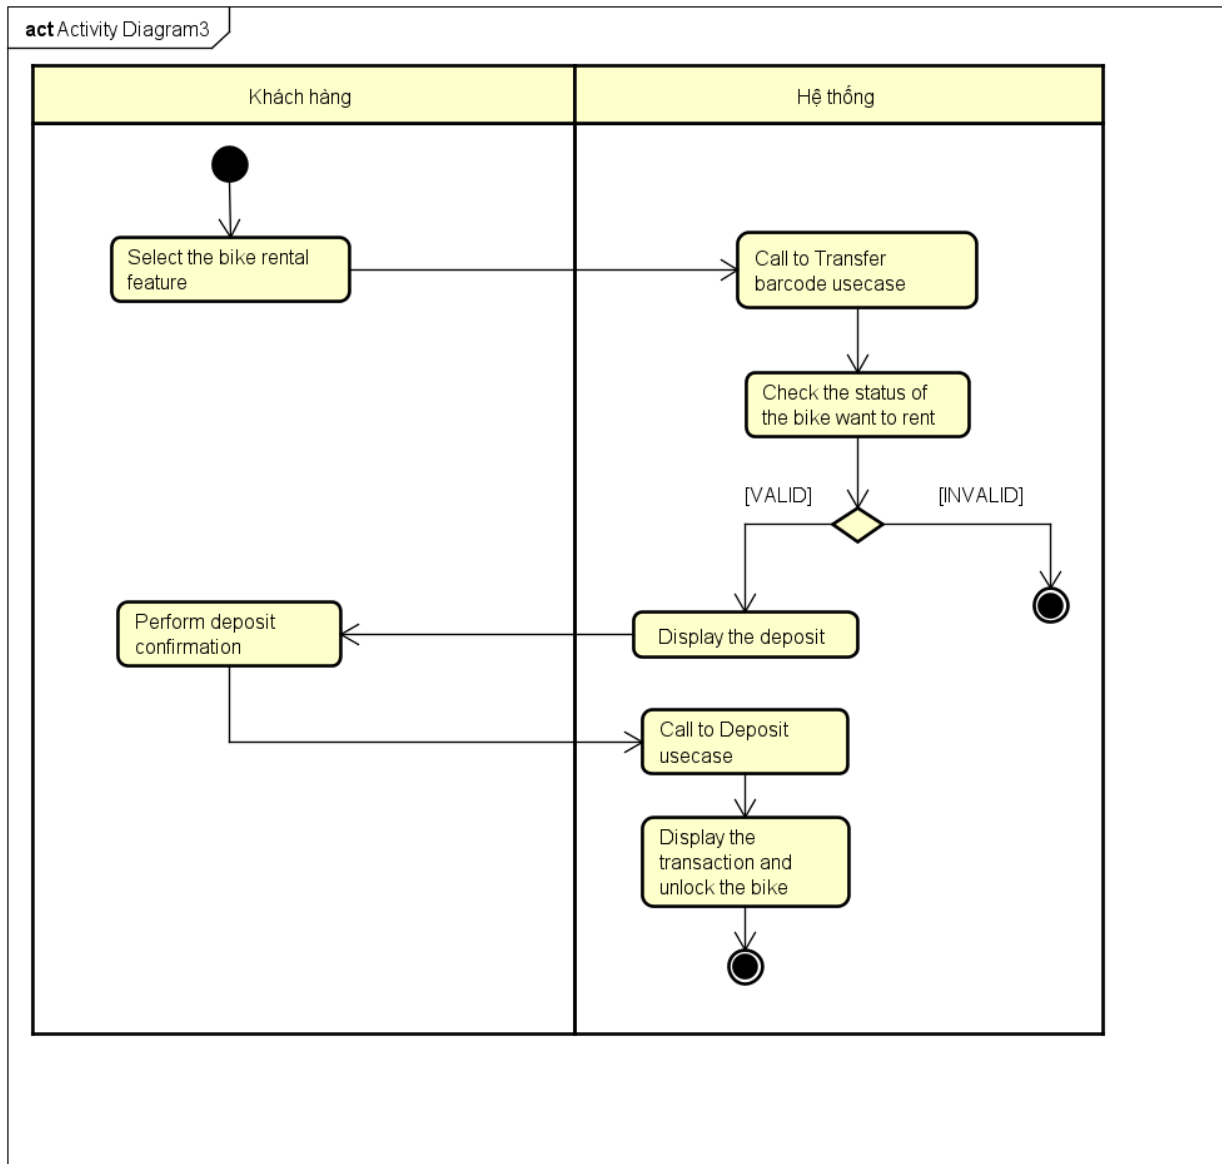 act Activity Diagram3
Khách hàng
Hệ thống
Select the bike rental
feature
Call to Transfer
barcode usecase
Check the status of
the bike want to rent
[VALID]
[INVALID]
Perform deposit
confirmation
Display the deposit
Call to Deposit
usecase
Display the
transaction and
unlock the bike